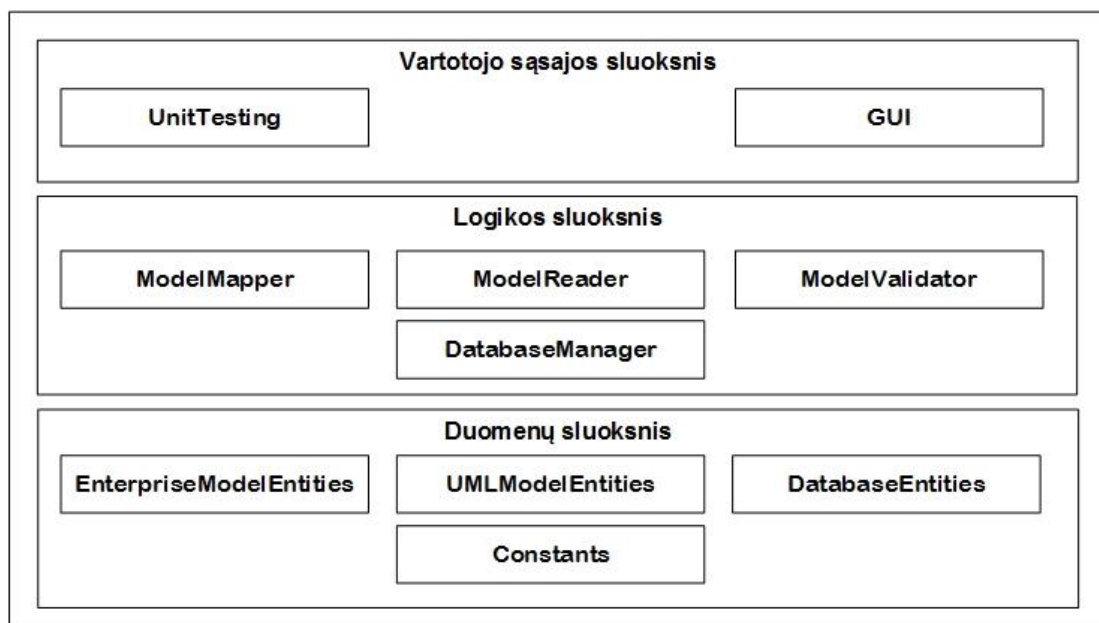 Vartotojo sąsajos sluoksnis
UnitTesting
GUI
Logikos sluoksnis
ModelMapper
ModelReader
ModelValidator
DatabaseManager
Duomenų sluoksnis
EnterpriseModelEntities
UMLModelEntities
DatabaseEntities
Constants